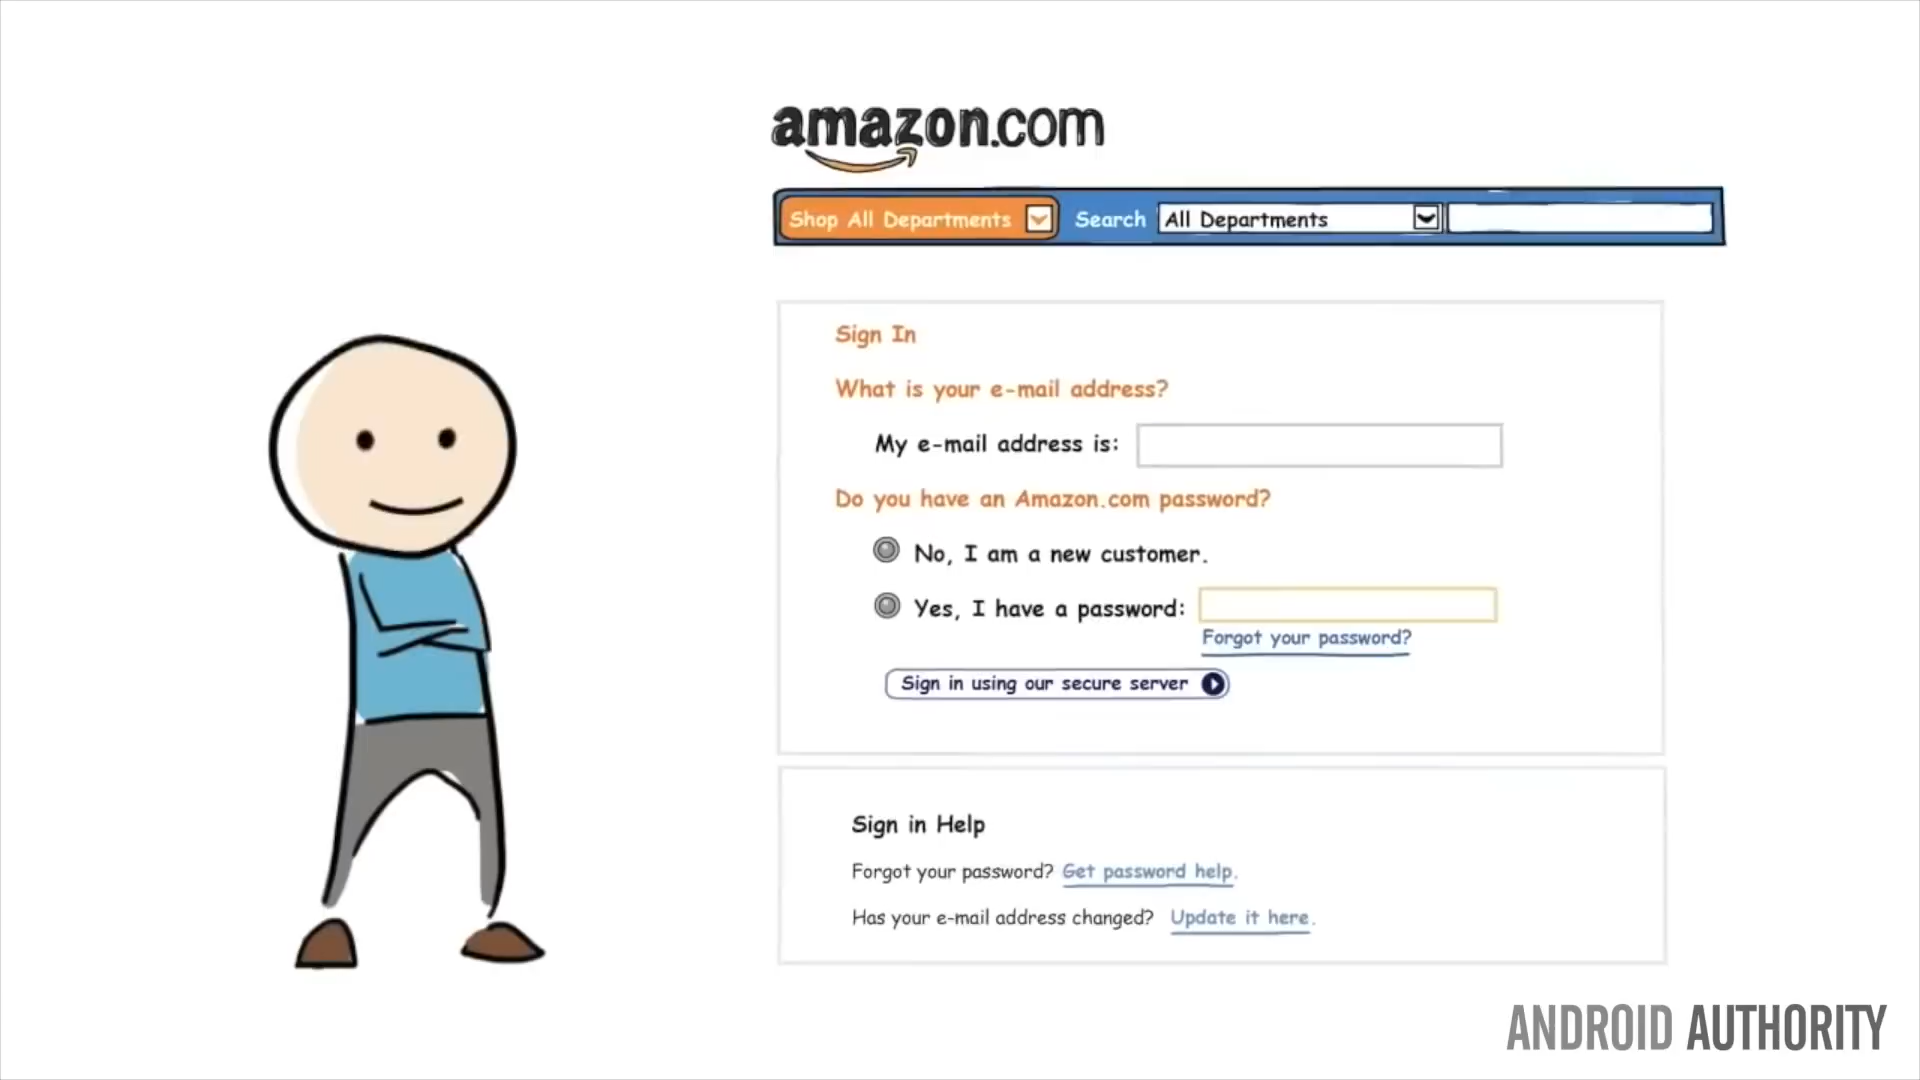 amazon.com
Shop All Departments Search All Departments
Sign In
What is your e-mail address?
My e-mail address is:
Do you have an Amazon.com password?
No, I am a new customer.
Yes, I have a password:
Forgot your password?
Sign in using our secure server
Sign in Help
Forgot your password? Get password help.
Has your e-mail address changed? Update it here.
ANDROID AUTHORITY